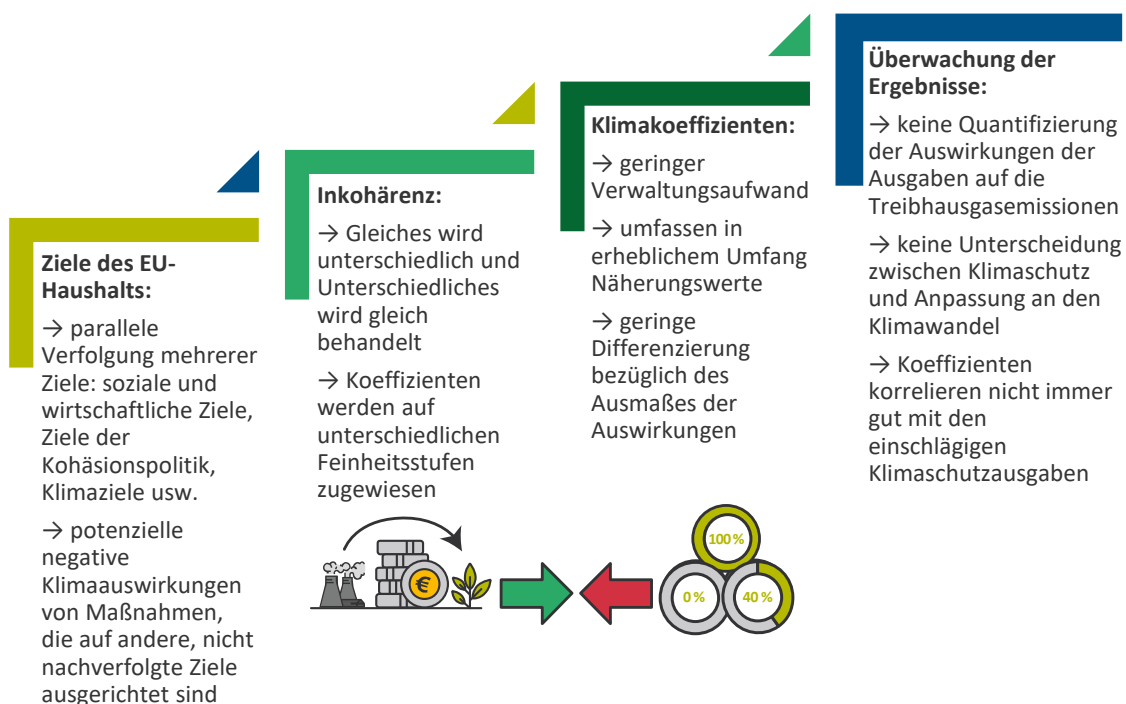 Ziele des EU-
Haushalts:
→ parallele
Verfolgung mehrerer
Ziele: soziale und
wirtschaftliche Ziele,
Ziele der
Kohäsionspolitik,
Klimaziele usw.
→ potenzielle
negative
Klimaauswirkungen
von Maßnahmen,
die auf andere, nicht
nachverfolgte Ziele
ausgerichtet sind
Inkohärenz:
→ Gleiches wird
unterschiedlich und
Unterschiedliches
wird gleich
behandelt
→ Koeffizienten
werden auf
unterschiedlichen
Feinheitsstufen
zugewiesen
Klimakoeffizienten:
→ geringer
Verwaltungsaufwand
→ umfassen in
erheblichem Umfang
Näherungswerte
→ geringe
Differenzierung
bezüglich des
Ausmaßes der
Auswirkungen
Überwachung der
Ergebnisse:
→ keine Quantifizierung
der Auswirkungen der
Ausgaben auf die
Treibhausgasemissionen
→ keine Unterscheidung
zwischen Klimaschutz
und Anpassung an den
Klimawandel
→ Koeffizienten
korrelieren nicht immer
gut mit den
einschlägigen
Klimaschutzausgaben
€
100 %
0 %
40 %